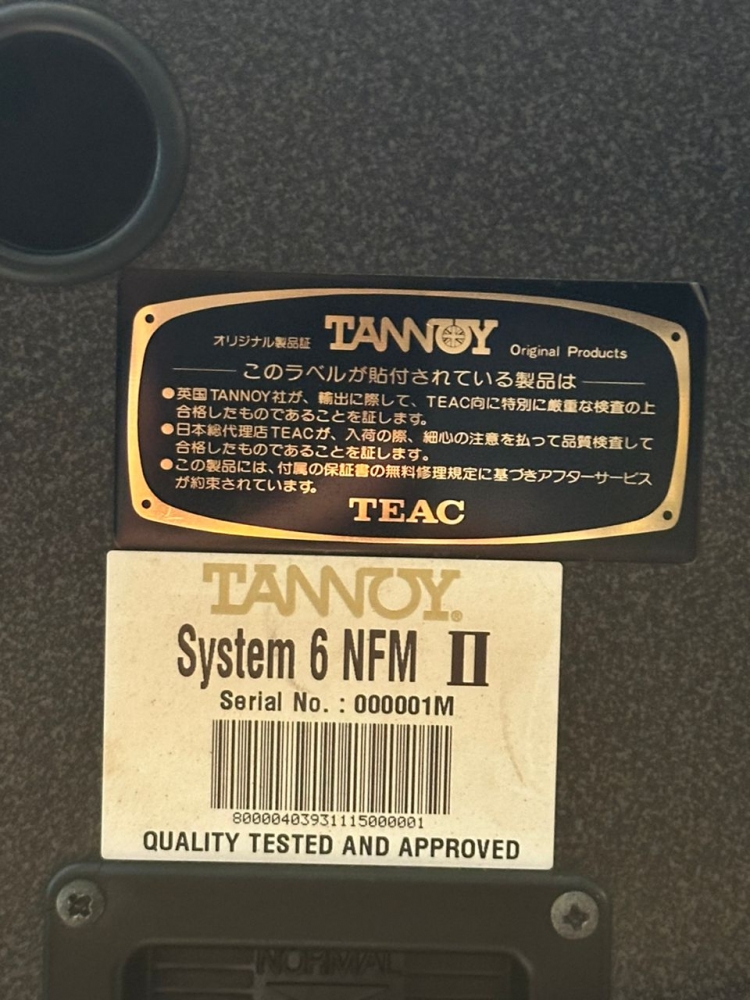 オリジナル製品証 TANNOY Original Products
このラベルが貼付されている製品は
●英国TANNOY社が、輸出に際して、TEAC向に特別に厳重な検査の上
合格したものであることを証します。
●日本総代理店TEACが、入荷の際、細心の注意を払って品質検査して
合格したものであることを証します。
●この製品には、付属の保証書の無料修理規定に基づきアフターサービス
が約束されています。
TEAC
TANNOY®
System 6 NFM II
Serial No. : 000001M
80000403931115000001
QUALITY TESTED AND APPROVED
NORMAL